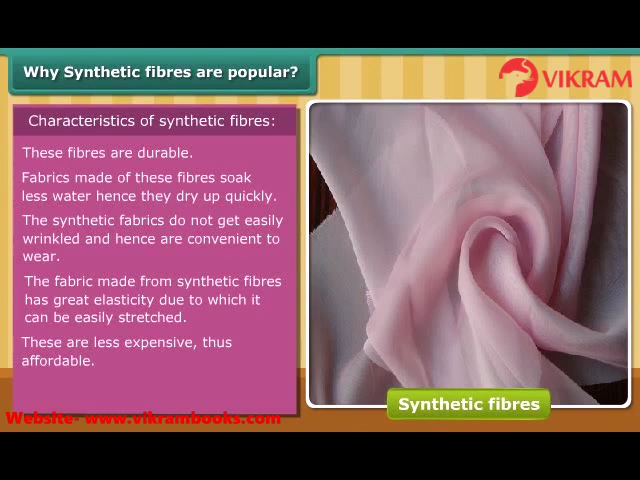 Why Synthetic fibres are popular?
VIKRAM
Characteristics of synthetic fibres:
These fibres are durable.
Fabrics made of these fibres soak
less water hence they dry up quickly.
The synthetic fabrics do not get easily
wrinkled and hence are convenient to
wear.
The fabric made from synthetic fibres
has great elasticity due to which it
can be easily stretched.
These are less expensive, thus
affordable.
Synthetic fibres
Website- www.vikrambooks.com